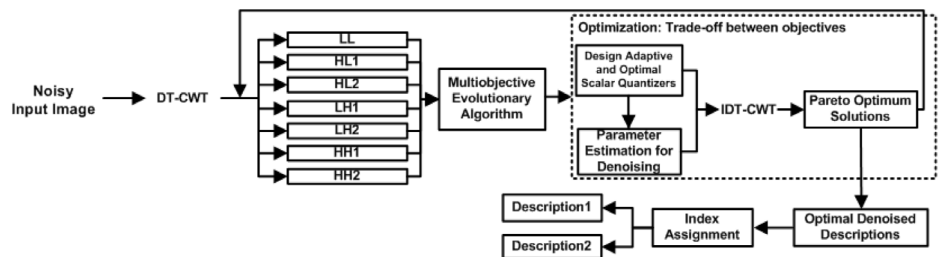 Optimization: Trade-off between objectives
Noisy
Input Image
DT-CWT
LL
HL1
HL2
LH1
LH2
HH1
HH2
Multiobjective
Evolutionary
Algorithm
Design Adaptive
and Optimal
Scalar Quantizers
Parameter
Estimation for
Denoising
IDT-CWT
Pareto Optimum
Solutions
Optimal Denoised
Descriptions
Index
Assignment
Description1
Description2